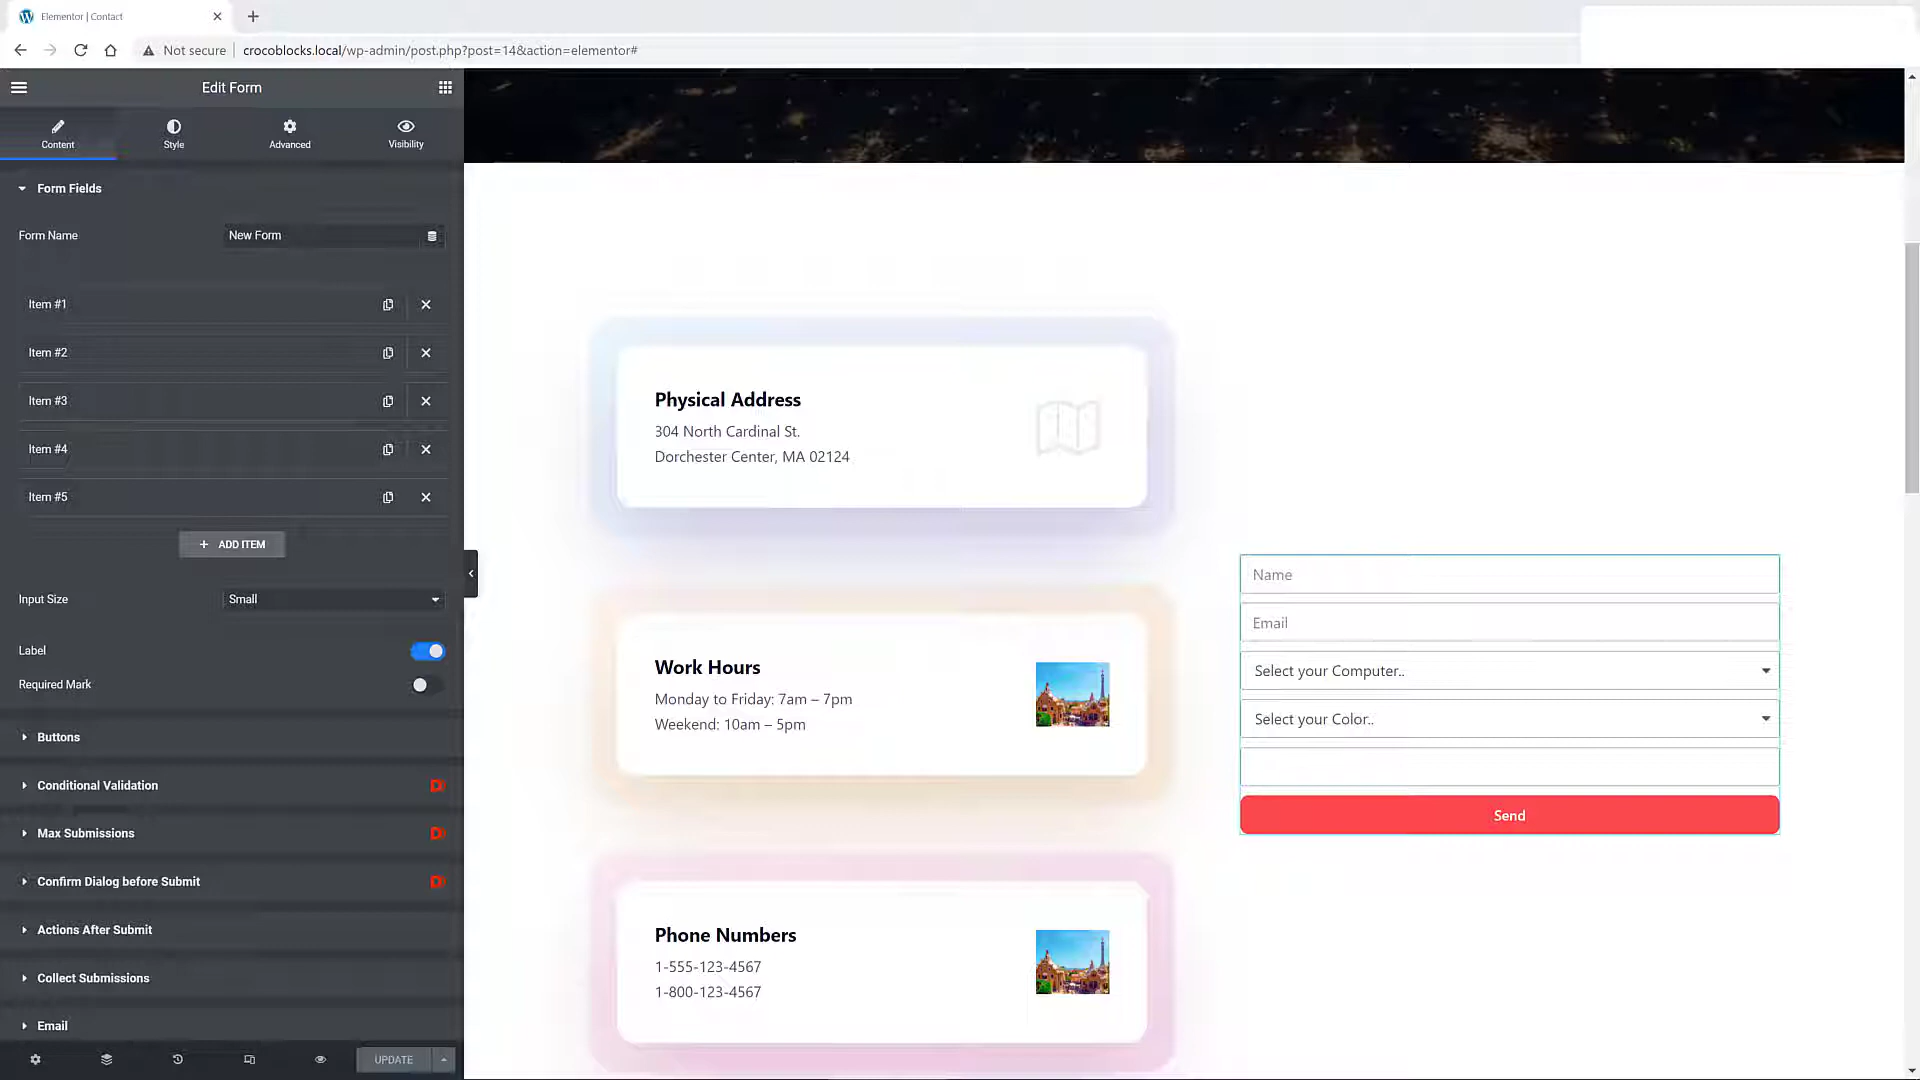 Elementor | Contact
Not secure
crocoblocks.local/wp-admin/post.php?post=14&action=elementor#
Edit Form
Content
Style
Advanced
Visibility
Form Fields
Form Name
New Form
Item #1
Item #2
Item #3
Item #4
Item #5
ADD ITEM
Input Size
Small
Label
Required Mark
Buttons
Conditional Validation
Max Submissions
Confirm Dialog before Submit
Actions After Submit
Collect Submissions
Email
UPDATE
Physical Address
304 North Cardinal St.
Dorchester Center, MA 02124
Work Hours
Monday to Friday: 7am – 7pm
Weekend: 10am – 5pm
Phone Numbers
1-555-123-4567
1-800-123-4567
Name
Email
Select your Computer..
Select your Color..
Send